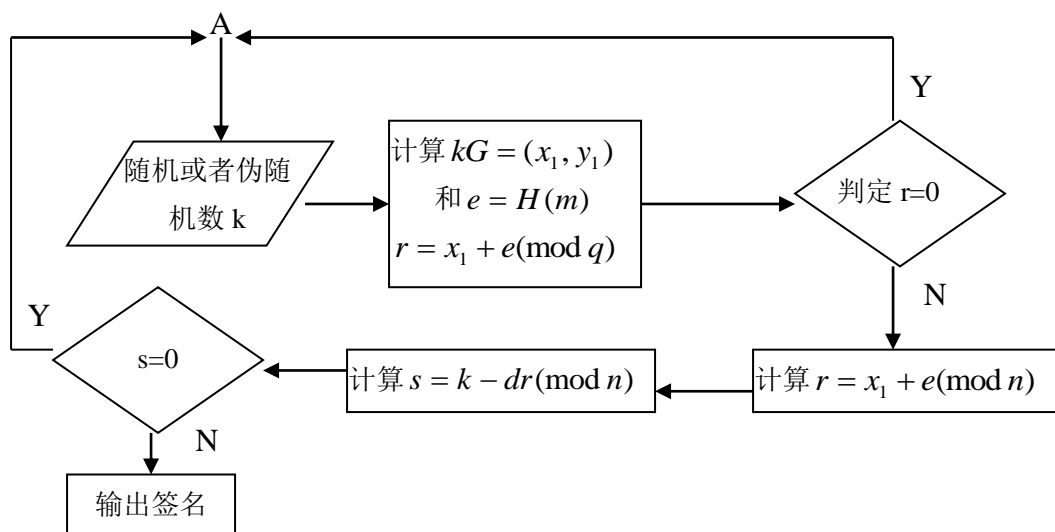 A
随机或者伪随
机数 k
计算 kG = (x₁, y₁)
和 e = H(m)
r = x₁ + e(mod q)
Y
判定 r=0
N
计算 r = x₁ + e(mod n)
计算 s = k − dr(mod n)
Y
s=0
N
输出签名